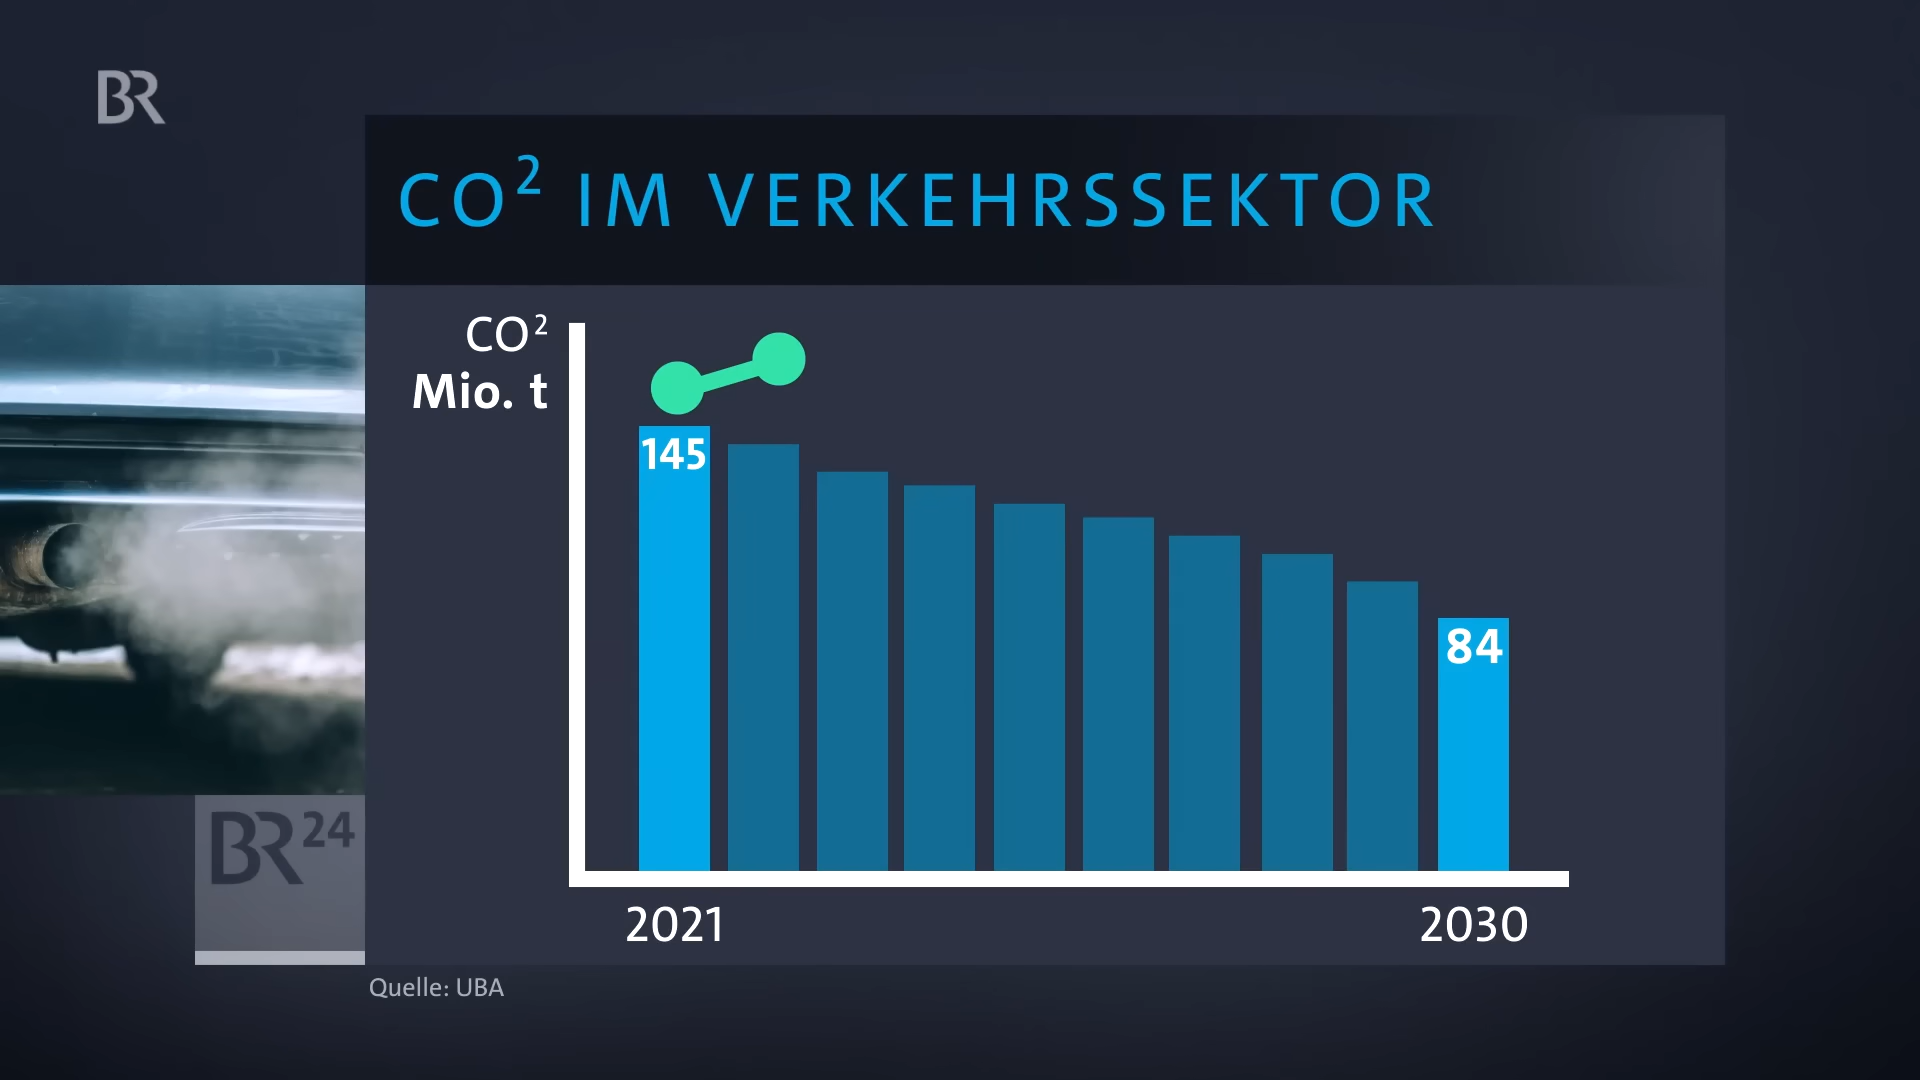 BR
CO² IM VERKEHRSSEKTOR
CO²
Mio. t
145
84
2021
2030
BR24
Quelle: UBA